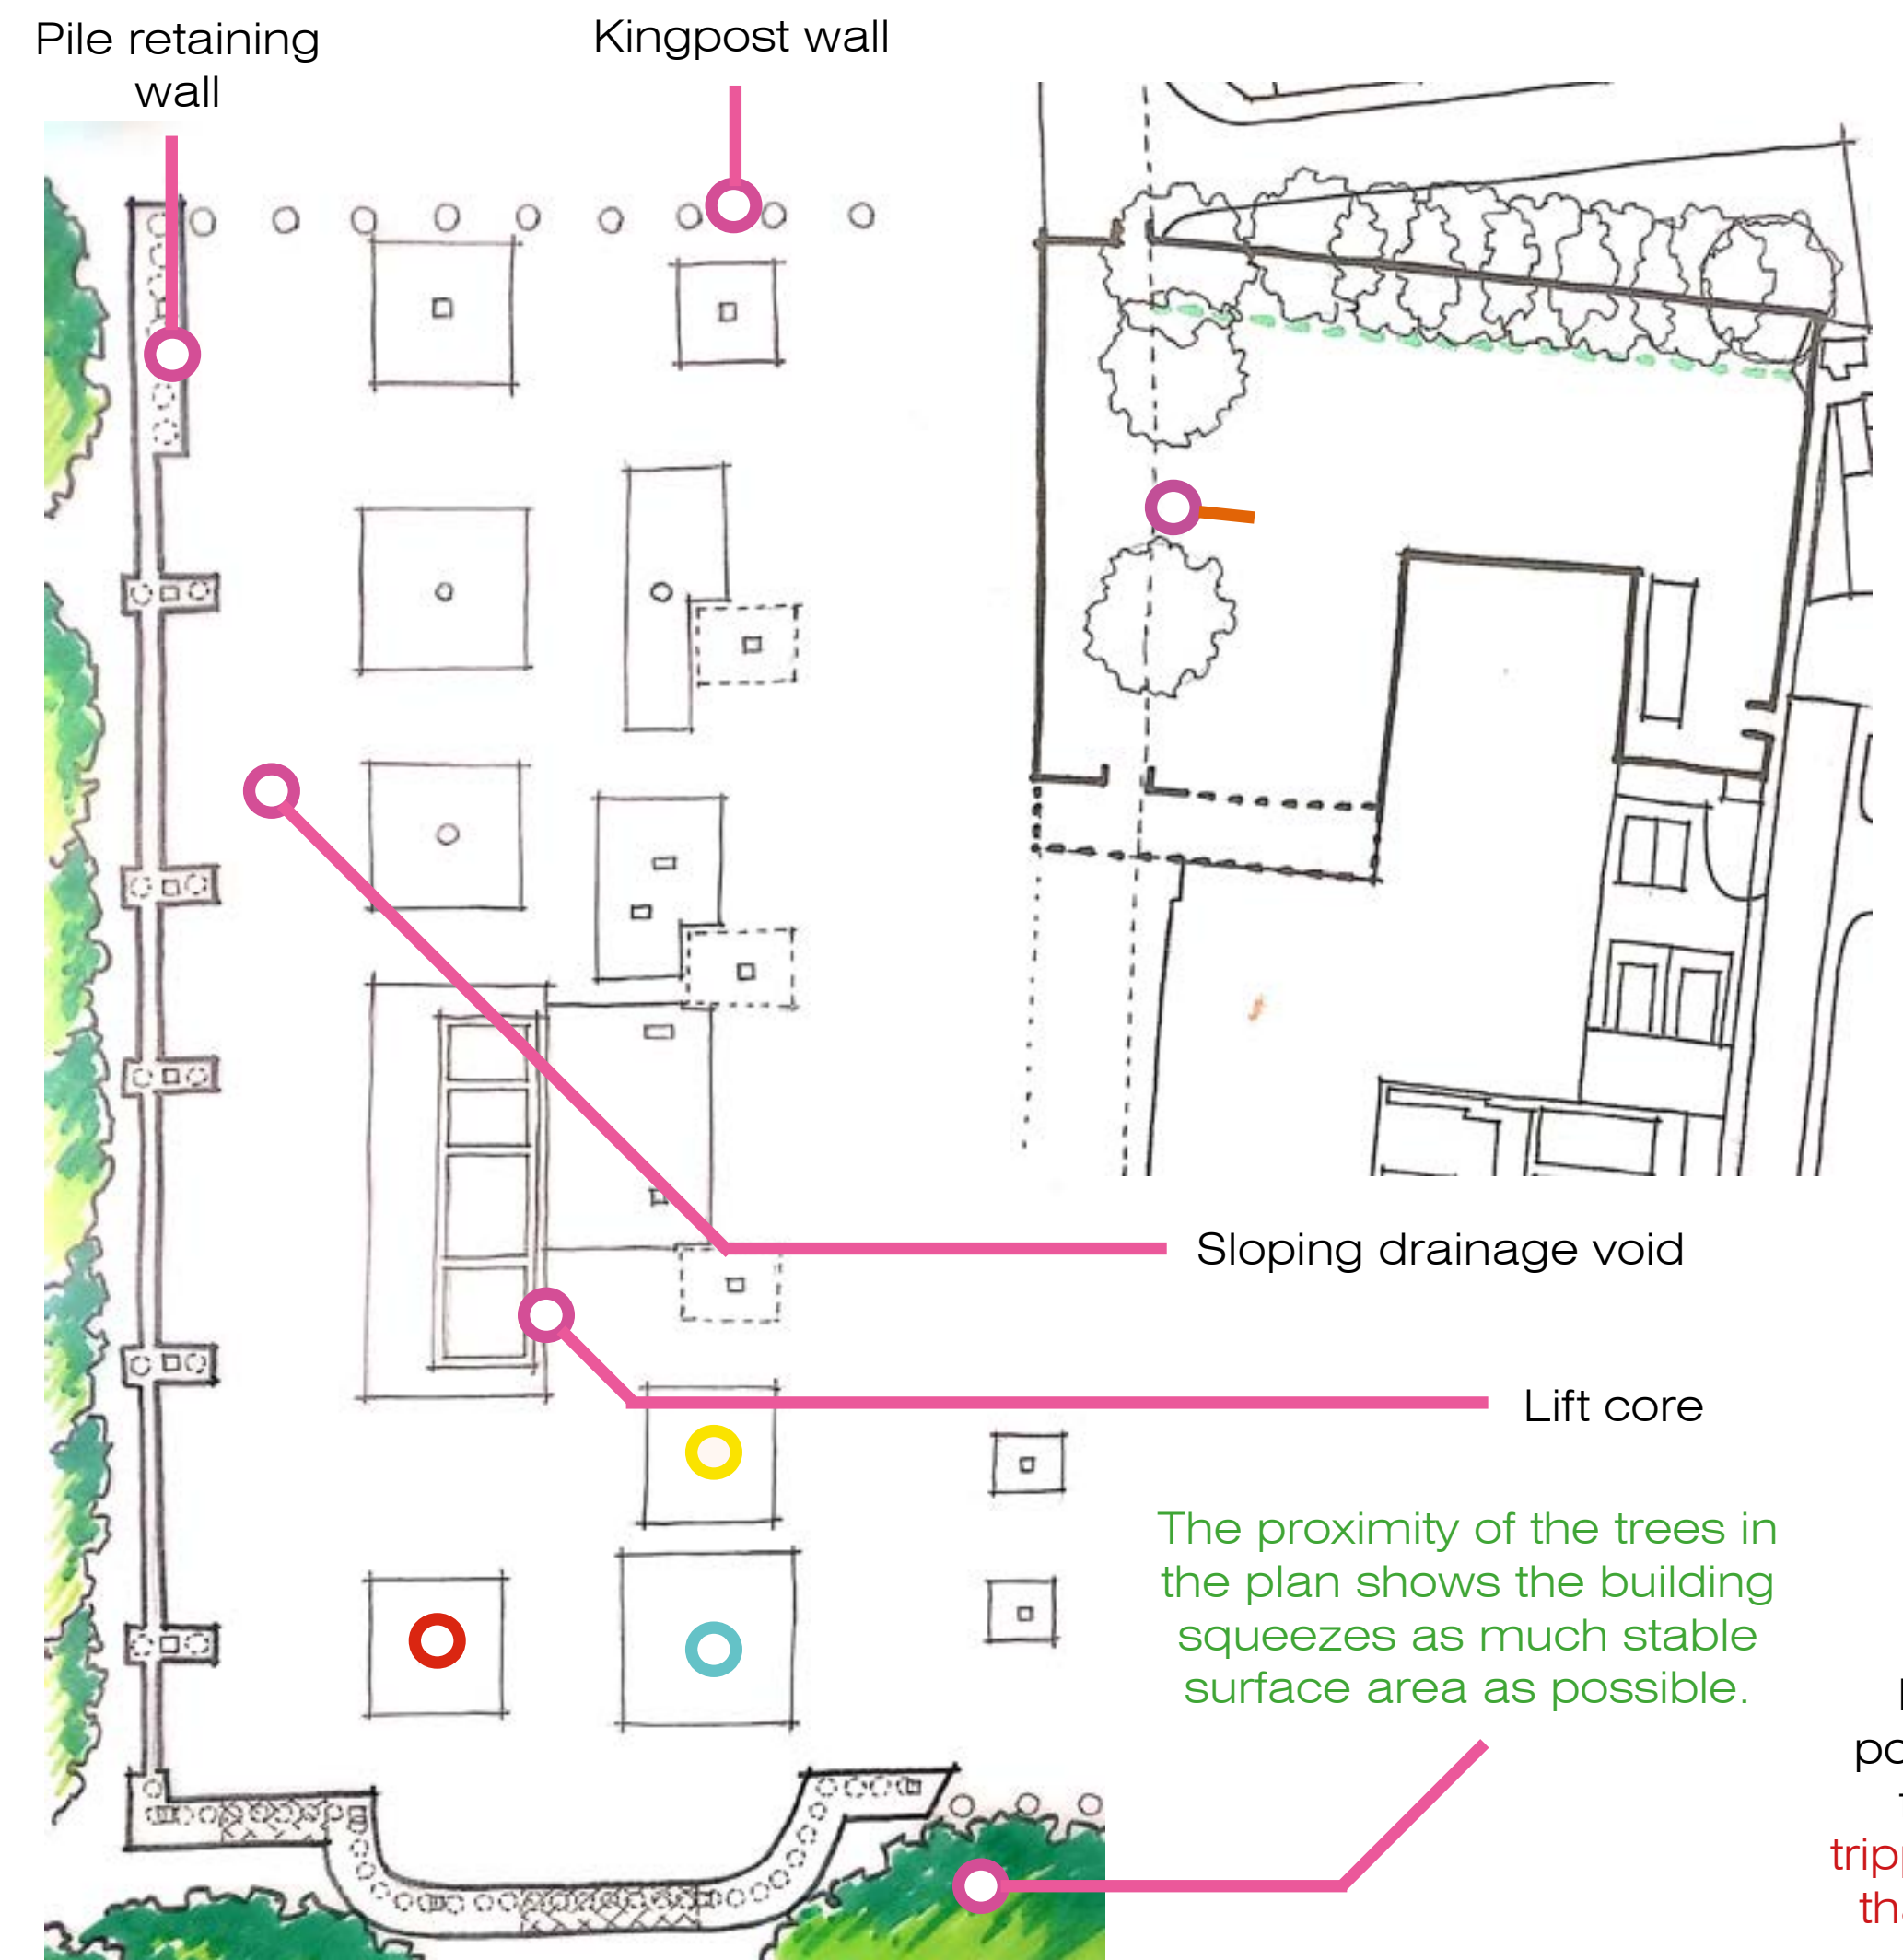 Pile retaining
wall
Kingpost wall
Sloping drainage void
Lift core
The proximity of the trees in
the plan shows the building
squeezes as much stable
surface area as possible.